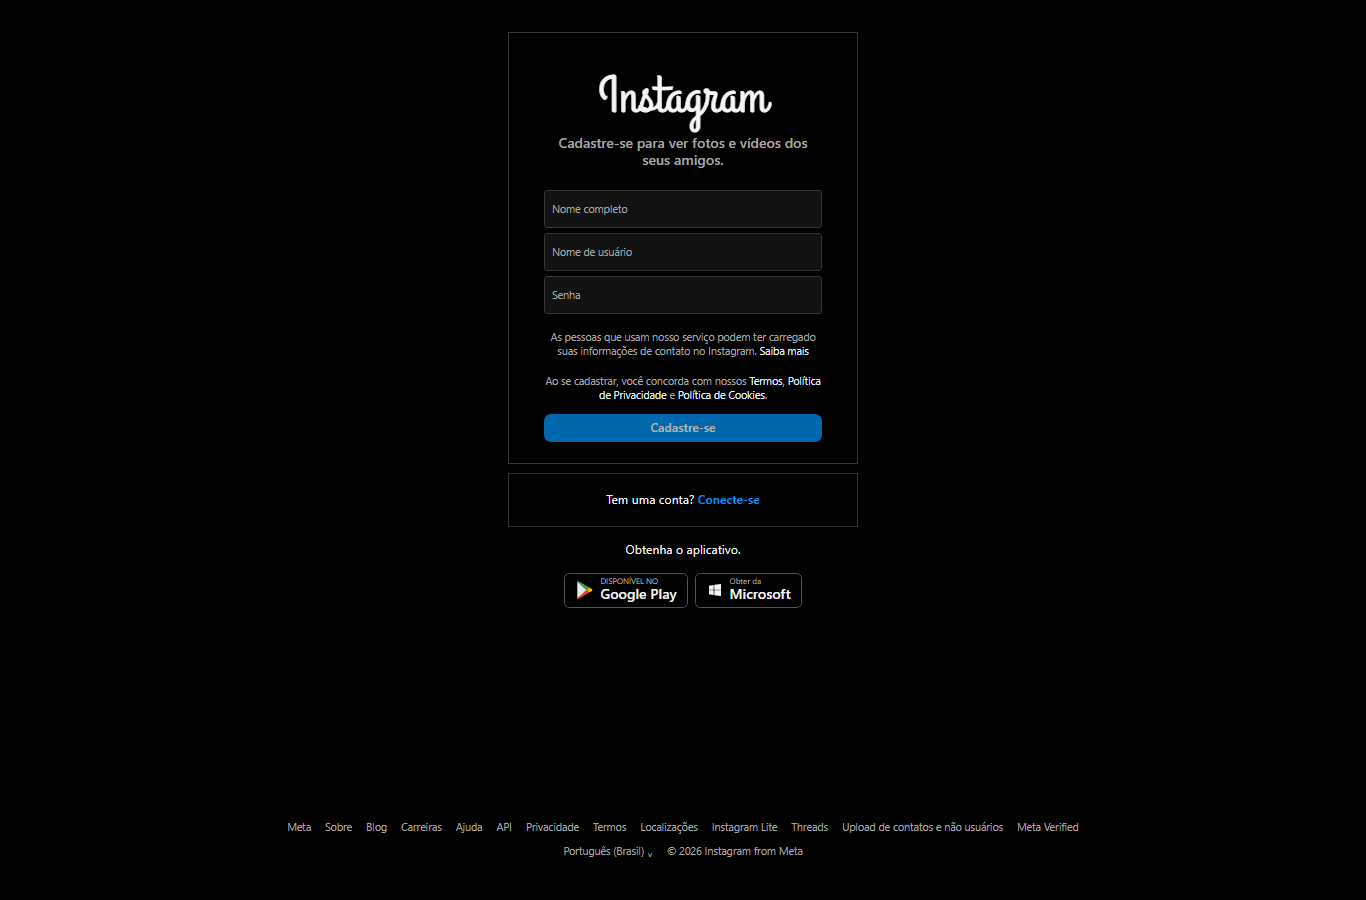 Instagram
Cadastre-se para ver fotos e vídeos dos
seus amigos.
Nome completo
Nome de usuário
Senha
As pessoas que usam nosso serviço podem ter carregado
suas informações de contato no Instagram. Saiba mais
Ao se cadastrar, você concorda com nossos Termos, Política
de Privacidade e Política de Cookies.
Cadastre-se
Tem uma conta? Conecte-se
Obtenha o aplicativo.
DISPONÍVEL NO
Google Play
Obter da
Microsoft
Meta Sobre Blog Carreiras Ajuda API Privacidade Termos Localizações Instagram Lite Threads Upload de contatos e não usuários Meta Verified
Português (Brasil) © 2026 Instagram from Meta